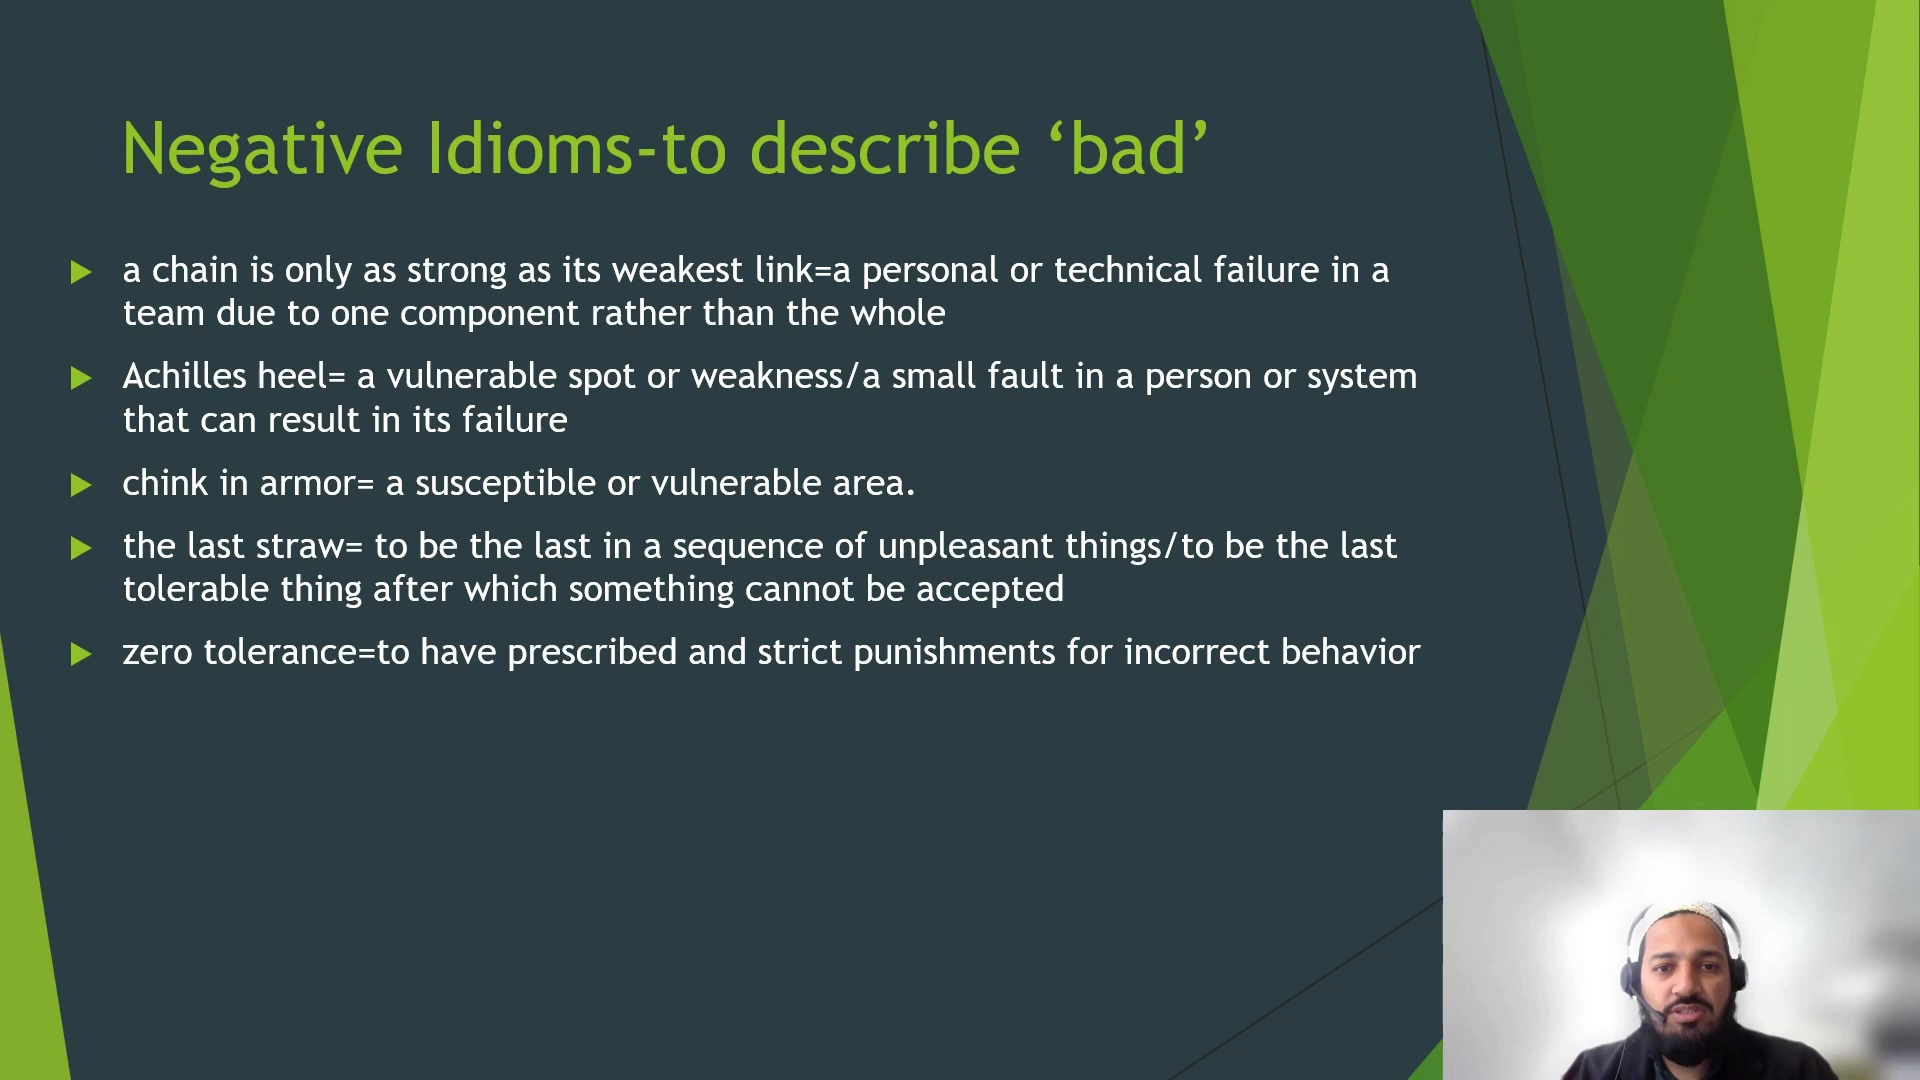 Negative Idioms-to describe ‘bad’
a chain is only as strong as its weakest link=a personal or technical failure in a
team due to one component rather than the whole
Achilles heel= a vulnerable spot or weakness/a small fault in a person or system
that can result in its failure
chink in armor= a susceptible or vulnerable area.
the last straw= to be the last in a sequence of unpleasant things/to be the last
tolerable thing after which something cannot be accepted
zero tolerance=to have prescribed and strict punishments for incorrect behavior